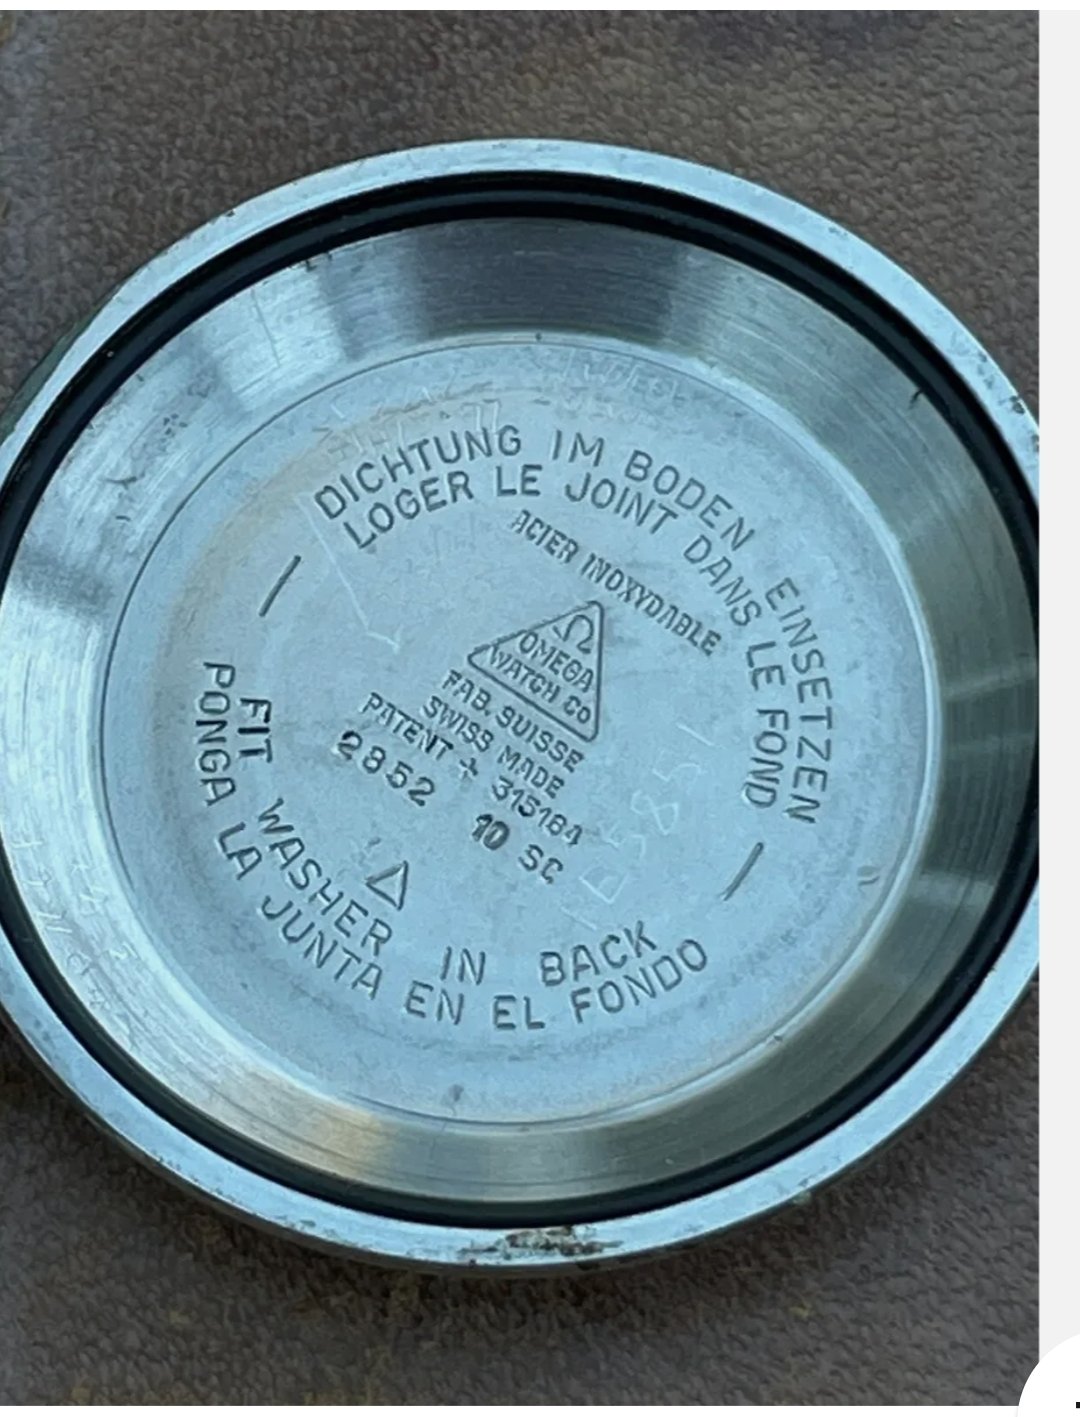 DICHTUNG IM BODEN EINSETZEN
LOGER LE JOINT DANS LE FOND
ACIER INOXYDABLE
Ω
OMEGA
WATCH CO
FAB. SUISSE
SWISS MADE
PATENT + 315184
2852 10 SC
FIT WASHER IN BACK
PONGA LA JUNTA EN EL FONDO